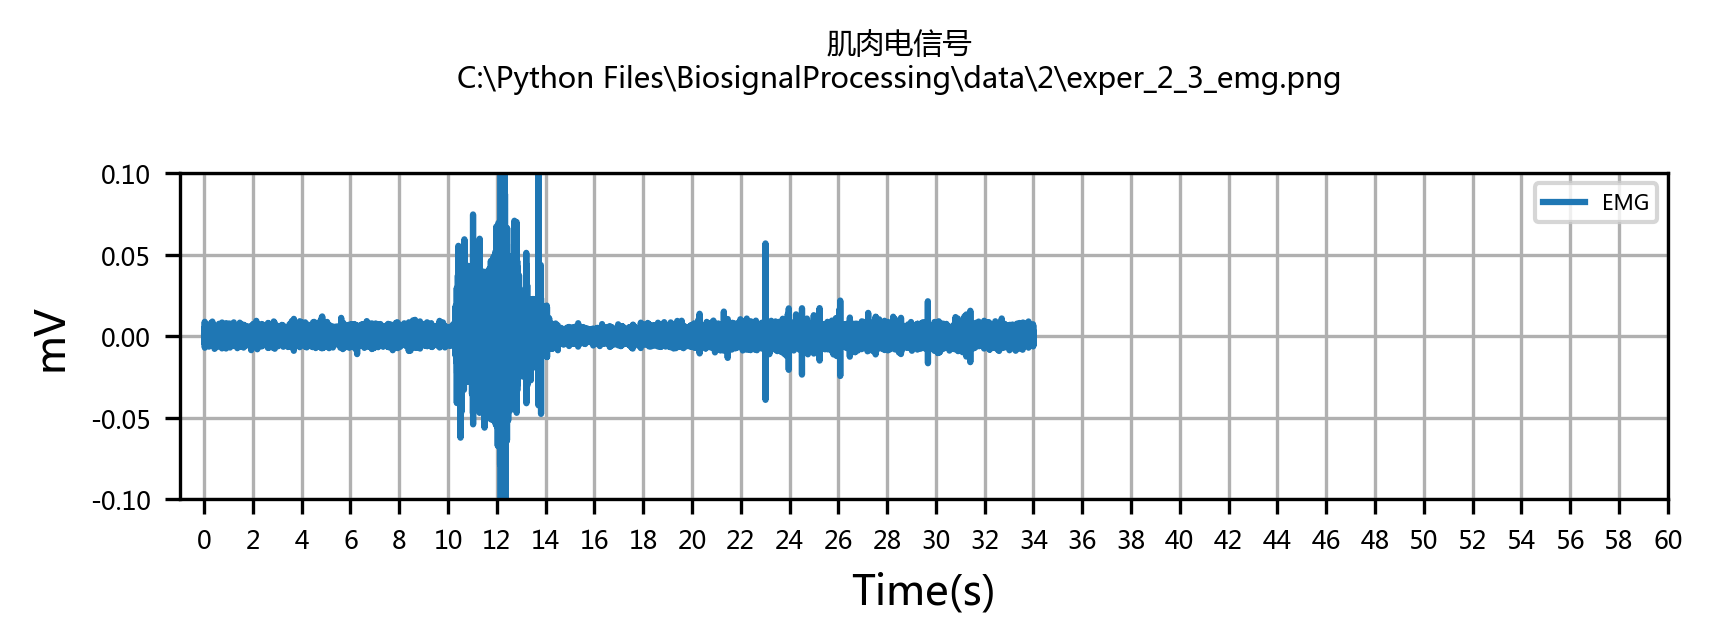 肌肉电信号
C:\Python Files\BiosignalProcessing\data\2\exper_2_3_emg.png
0.10
0.05
0.00
-0.05
-0.10
mV
EMG
0 2 4 6 8 10 12 14 16 18 20 22 24 26 28 30 32 34 36 38 40 42 44 46 48 50 52 54 56 58 60
Time(s)